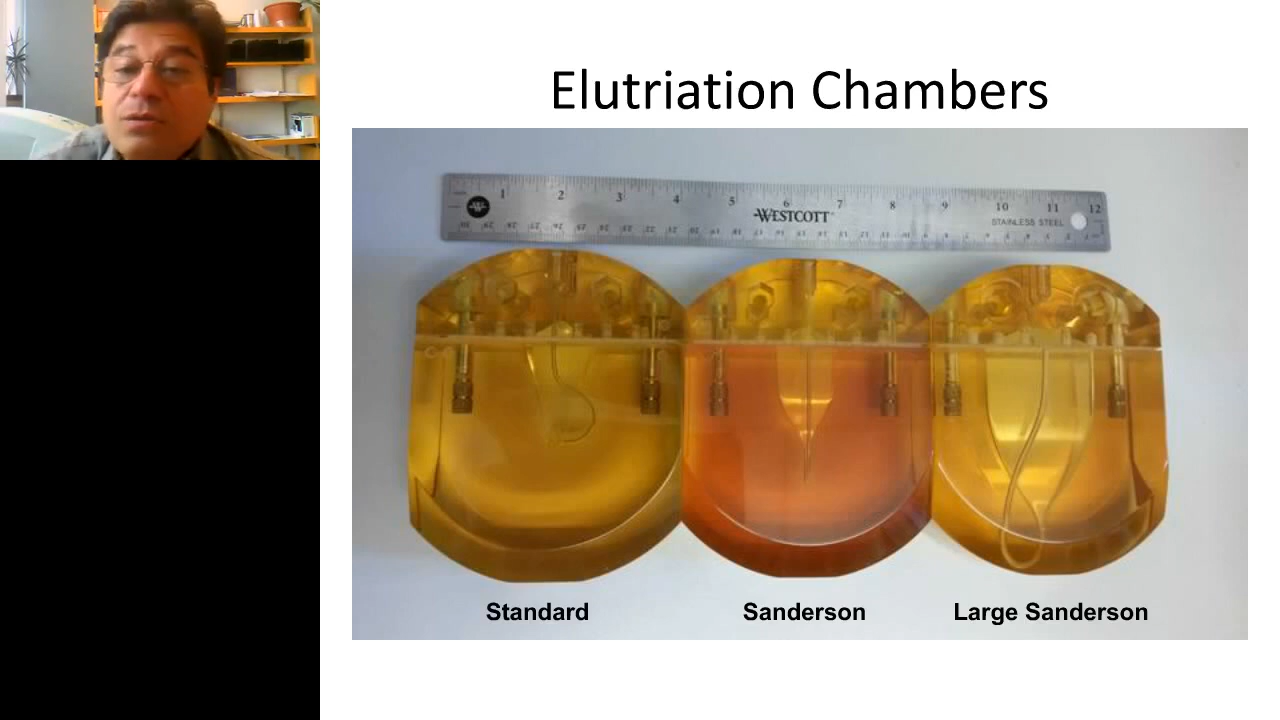 Elutriation Chambers
1 2 3 4 5 6 7 8 9 10 11 12
WESTCOTT
STAINLESS STEEL
Standard Sanderson Large Sanderson